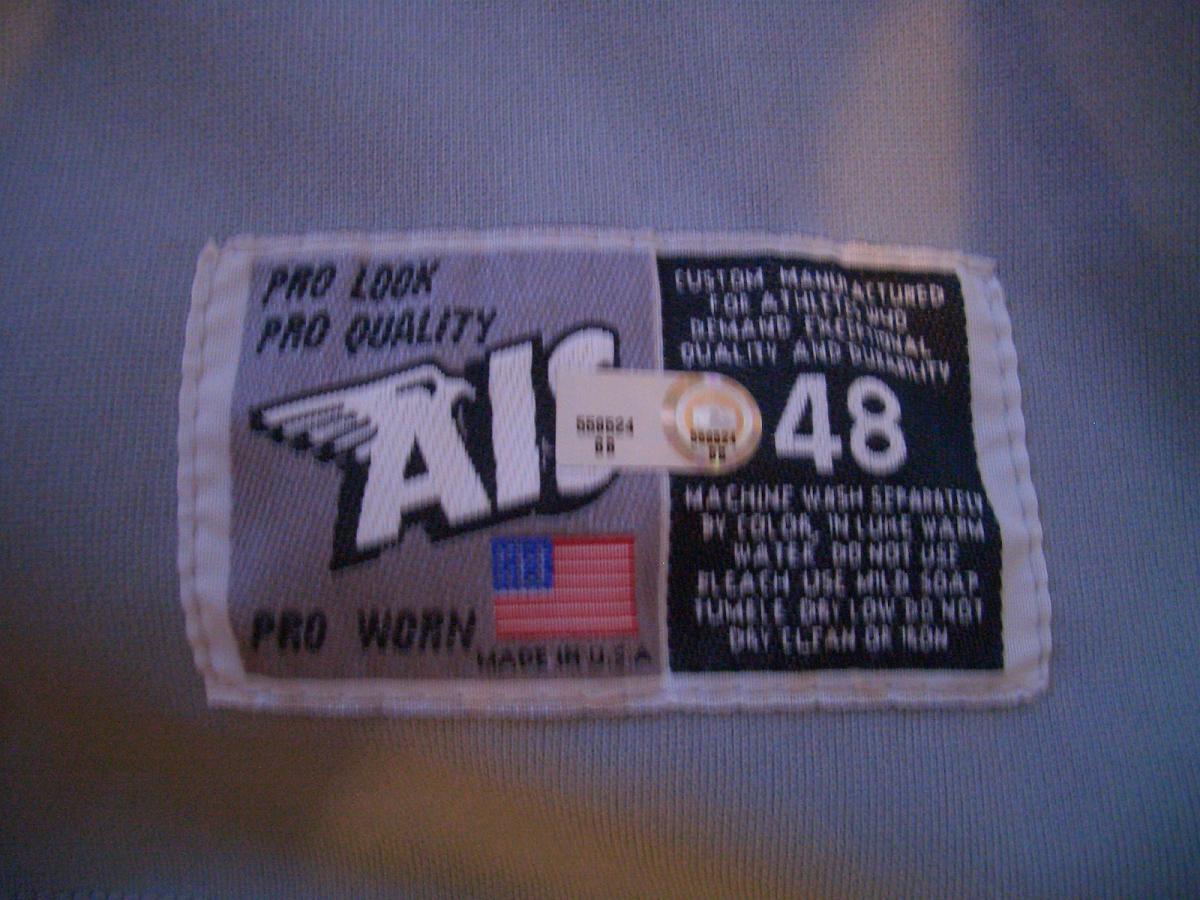 PRO LOOK
PRO QUALITY
AIS
PRO WORN
MADE IN U.S.A
CUSTOM MANUFACTURED
FOR ATHLETES WHO
DEMAND EXCEPTIONAL
QUALITY AND DURABILITY
48
MACHINE WASH SEPARATELY
BY COLOR, IN LUKE WARM
WATER, DO NOT USE
BLEACH USE MILD SOAP
TUMBLE DRY LOW DO NOT
DRY CLEAN OR IRON